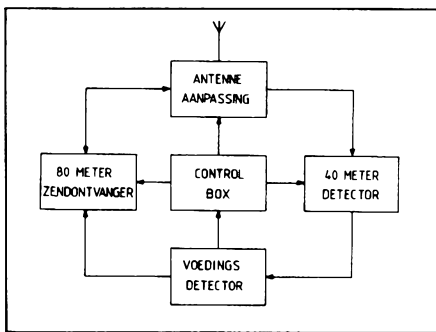 ANTENNE
AANPASSING
80 METER
ZENDONTVANGER
CONTROL
BOX
40 METER
DETECTOR
VOEDINGS
DETECTOR